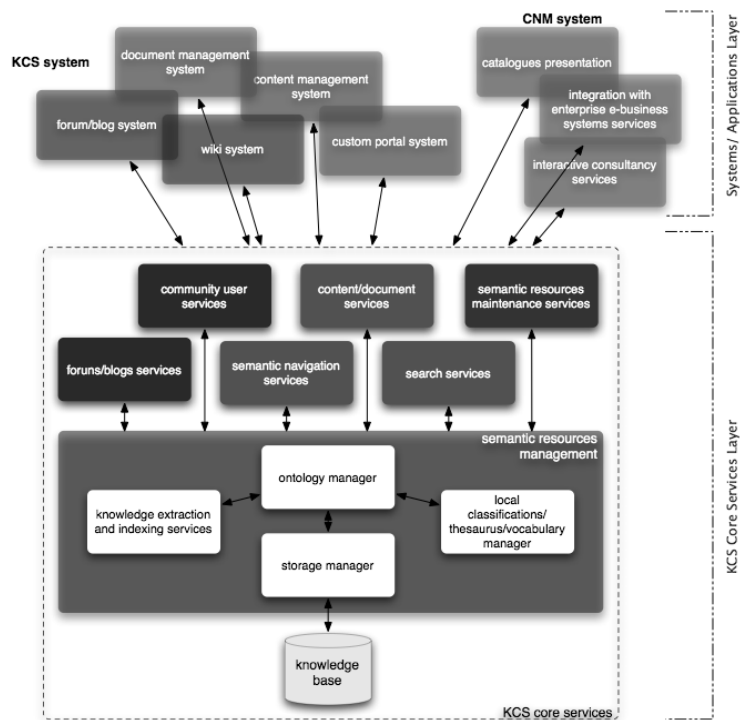 CNM system
KCS system
document management
system
content management
system
forum/blog system
wiki system
custom portal system
catalogues presentation
integration with
enterprise e-business
systems services
interactive consultancy
services
Systems/ Applications Layer
community user
services
content/document
services
semantic resources
maintenance services
foruns/blogs services
semantic navigation
services
search services
semantic resources
management
ontology manager
knowledge extraction
and indexing services
local
classifications/
thesaurus/vocabulary
manager
storage manager
knowledge
base
KCS core services
KCS Core Services Layer